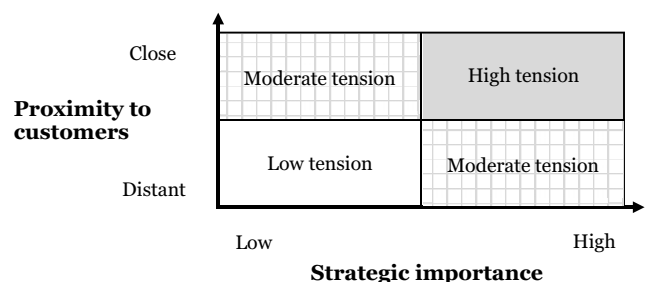 Close
Moderate tension
High tension
Proximity to
customers
Low tension
Moderate tension
Distant
Low
High
Strategic importance